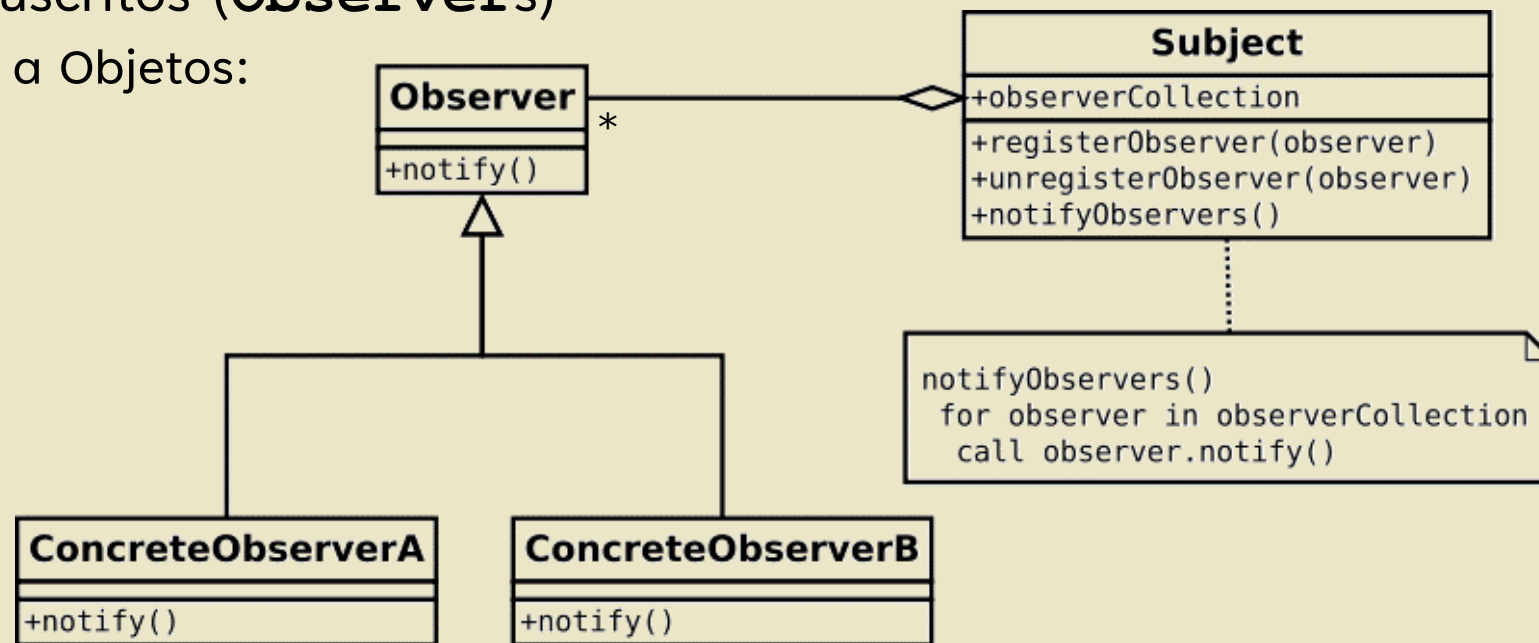 (Observers)
a Objetos:
Observer
*
+notify()
Subject
+observerCollection
+registerObserver(observer)
+unregisterObserver(observer)
+notifyObservers()
notifyObservers()
for observer in observerCollection
call observer.notify()
ConcreteObserverA
+notify()
ConcreteObserverB
+notify()